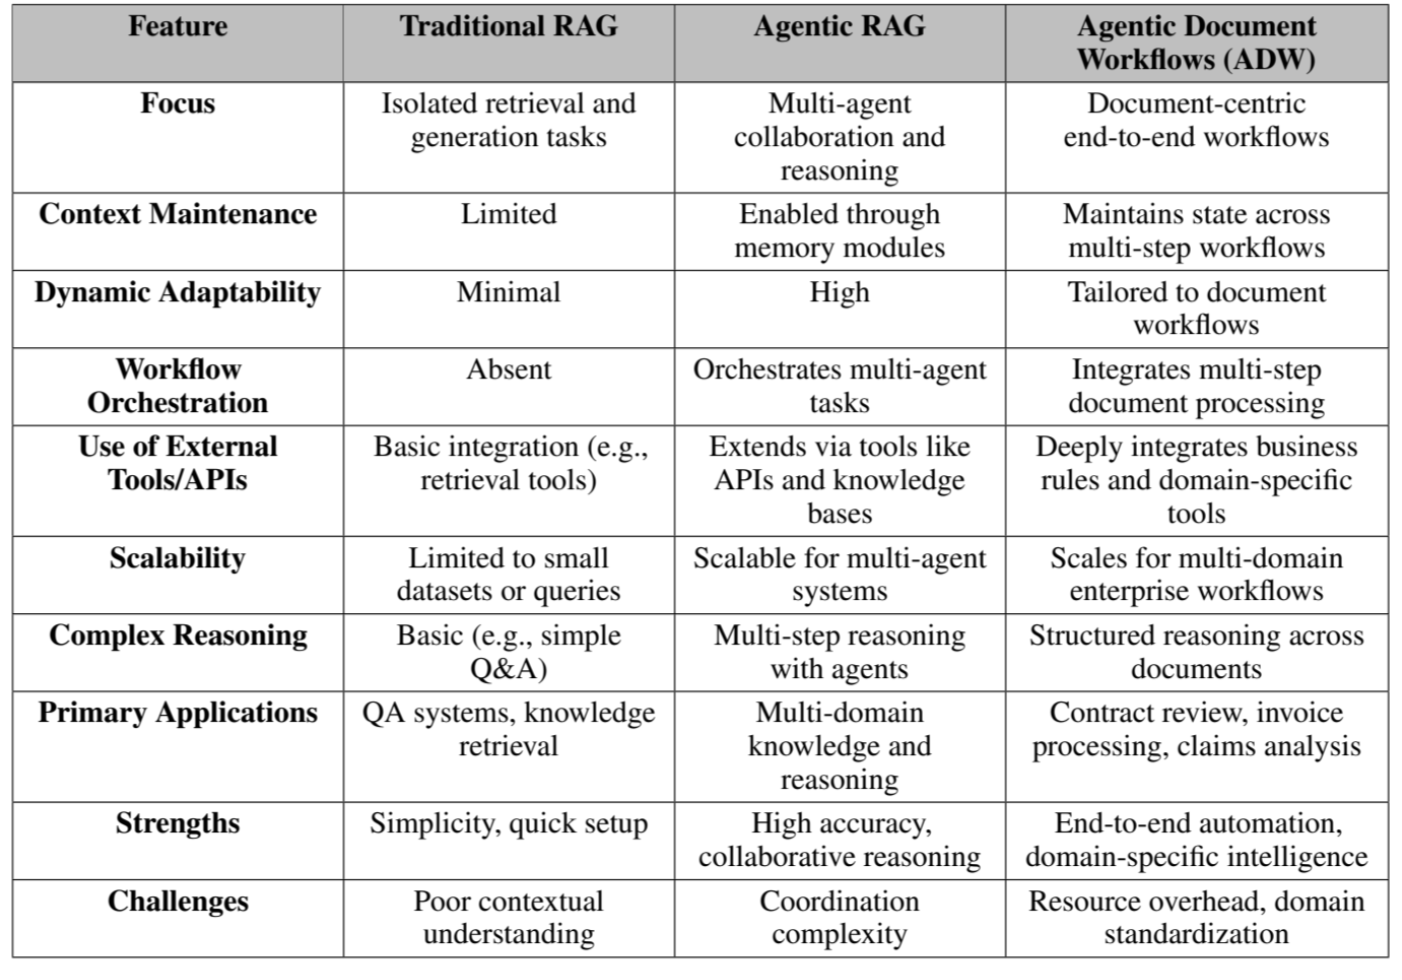 Feature
Traditional RAG
Agentic RAG
Agentic Document
Workflows (ADW)
Focus
Isolated retrieval and
generation tasks
Multi-agent
collaboration and
reasoning
Document-centric
end-to-end workflows
Context Maintenance
Limited
Enabled through
memory modules
Maintains state across
multi-step workflows
Dynamic Adaptability
Minimal
High
Tailored to document
workflows
Workflow
Orchestration
Absent
Orchestrates multi-agent
tasks
Integrates multi-step
document processing
Use of External
Tools/APIs
Basic integration (e.g.,
retrieval tools)
Extends via tools like
APIs and knowledge
bases
Deeply integrates business
rules and domain-specific
tools
Scalability
Limited to small
datasets or queries
Scalable for multi-agent
systems
Scales for multi-domain
enterprise workflows
Complex Reasoning
Basic (e.g., simple
Q&A)
Multi-step reasoning
with agents
Structured reasoning across
documents
Primary Applications
QA systems, knowledge
retrieval
Multi-domain
knowledge and
reasoning
Contract review, invoice
processing, claims analysis
Strengths
Simplicity, quick setup
High accuracy,
collaborative reasoning
End-to-end automation,
domain-specific intelligence
Challenges
Poor contextual
understanding
Coordination
complexity
Resource overhead, domain
standardization